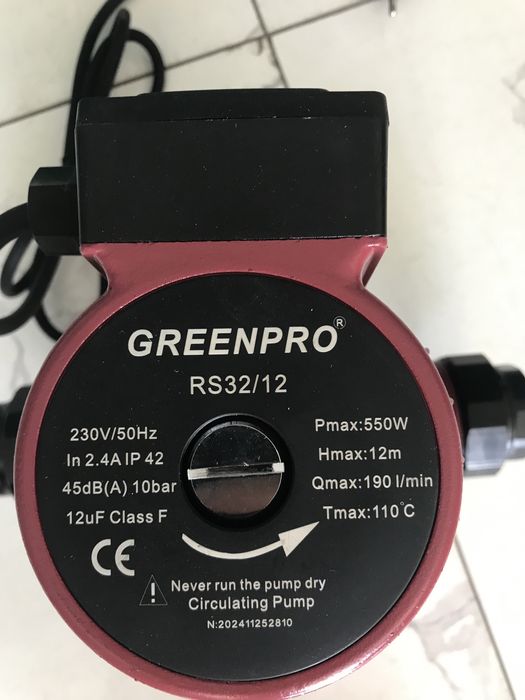 GREENPRO®
RS32/12
230V/50Hz
In 2.4A IP 42
45dB(A) 10bar
12uF Class F
Pmax:550W
Hmax:12m
Qmax:190 l/min
Tmax:110°C
CE
Never run the pump dry
Circulating Pump
N:202411252810